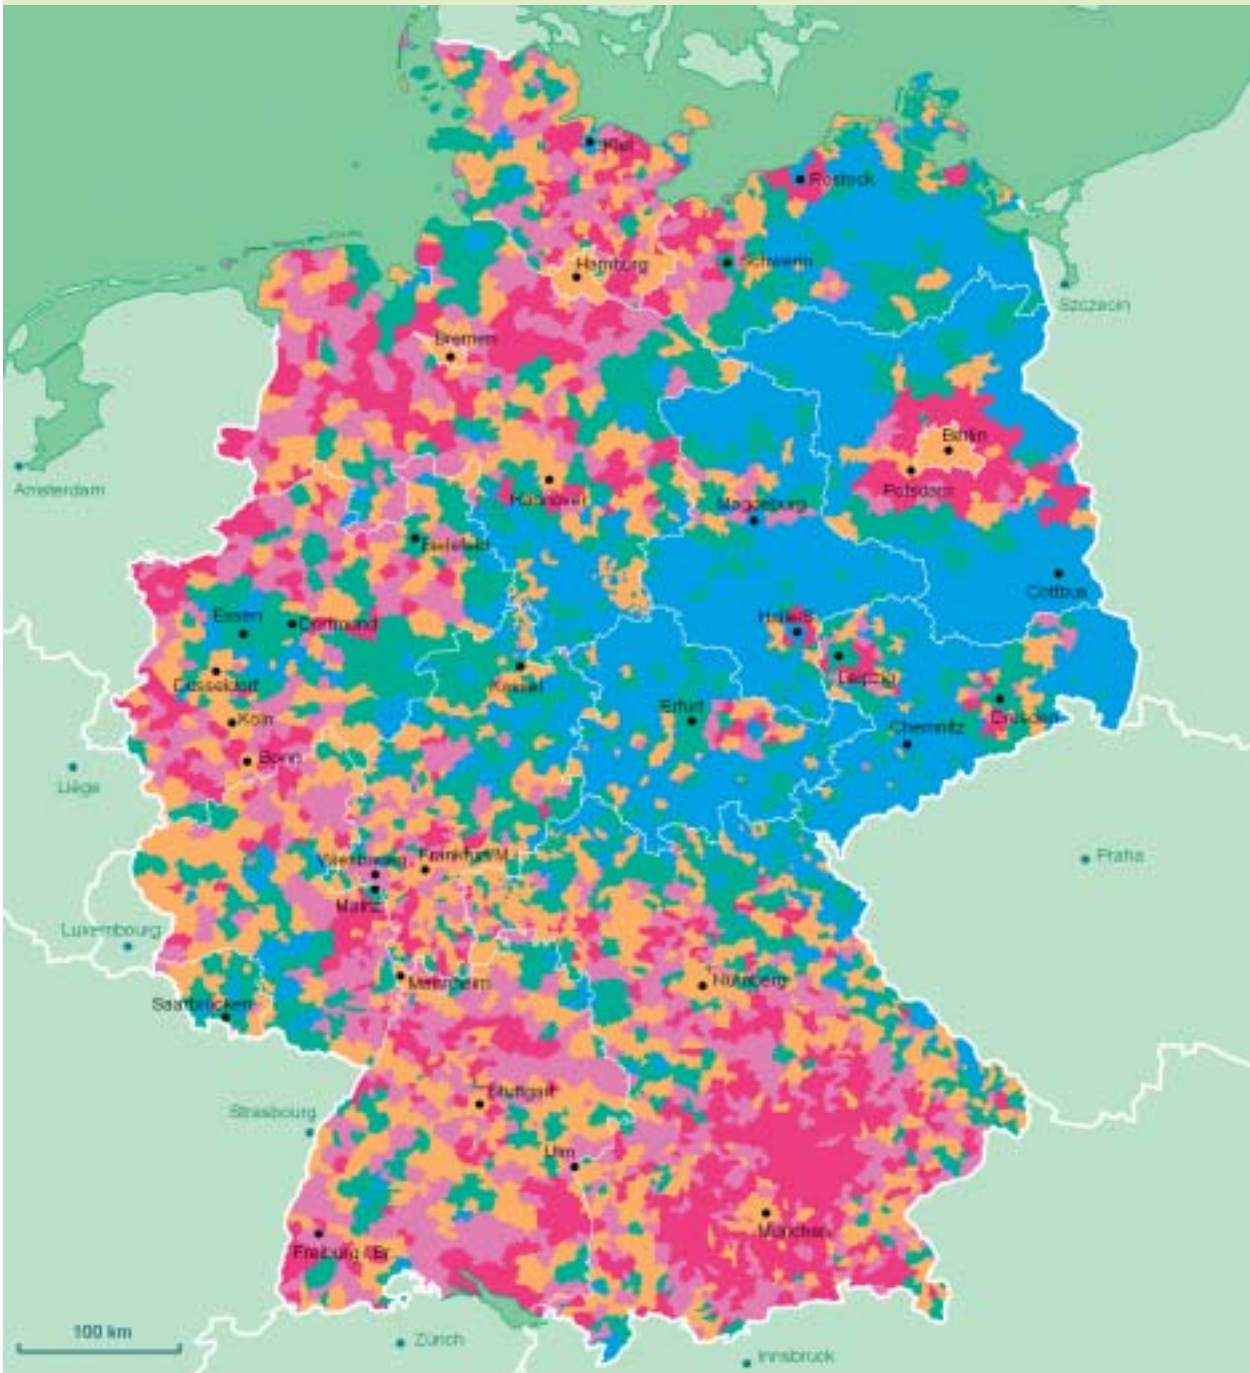 Kiel
Rostock
Hamburg
Schwerin
Szczecin
Bremen
Berlin
Amsterdam
Hannover
Potsdam
Magdeburg
Bielefeld
Cottbus
Essen
Dortmund
Halle/S.
Düsseldorf
Kassel
Leipzig
Köln
Erfurt
Dresden
Chemnitz
Bonn
Liège
Wiesbaden
Frankfurt/M.
Praha
Mainz
Luxembourg
Mannheim
Nürnberg
Saarbrücken
Stuttgart
Strasbourg
Ulm
München
Freiburg i.Br.
100 km
Zürich
Innsbruck